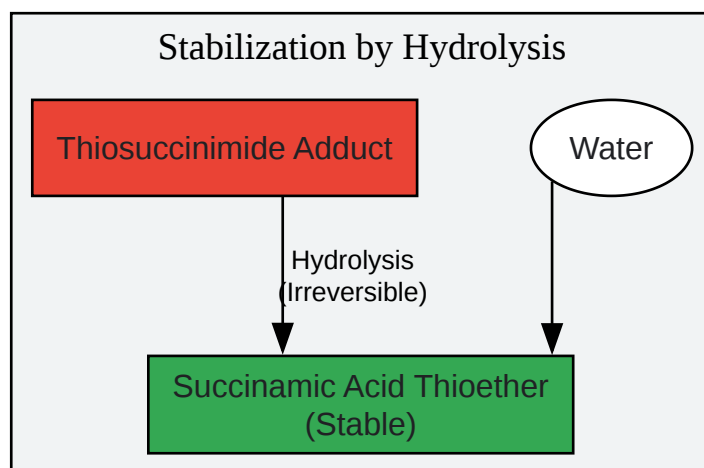 Stabilization by Hydrolysis
Thiosuccinimide Adduct
Water
Hydrolysis
(Irreversible)
Succinamic Acid Thioether
(Stable)